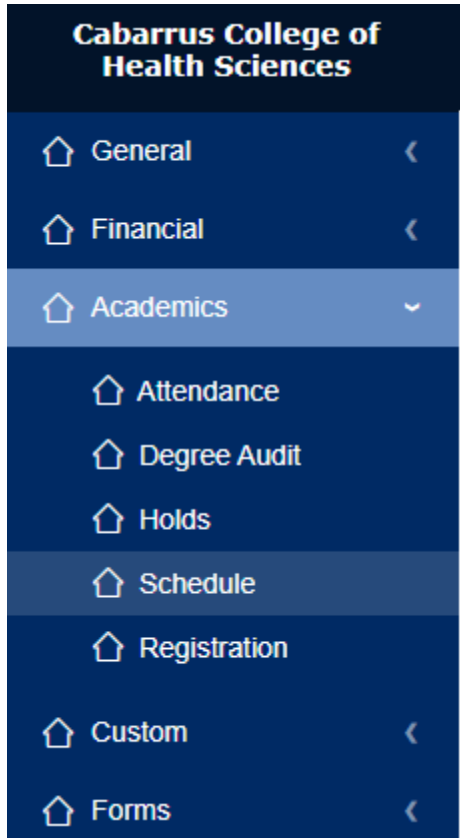 Cabarrus College of
Health Sciences
General
Financial
Academics
Attendance
Degree Audit
Holds
Schedule
Registration
Custom
Forms